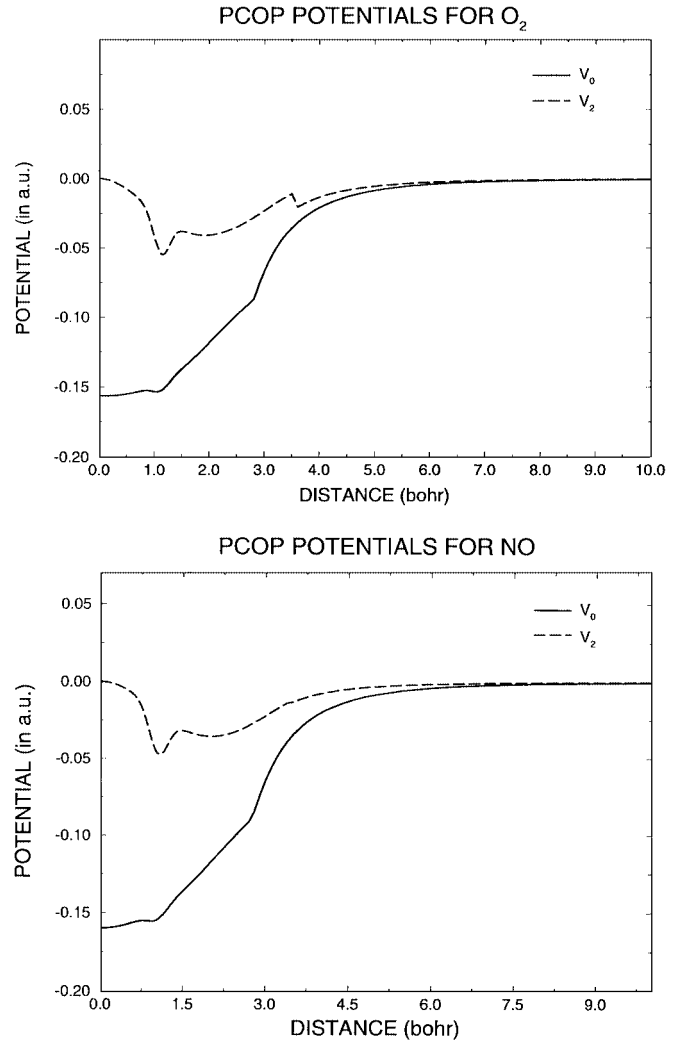 PCOP POTENTIALS FOR O₂
V₀
V₂
0.05
0.00
-0.05
-0.10
-0.15
-0.20
POTENTIAL (in a.u.)
0.0 1.0 2.0 3.0 4.0 5.0 6.0 7.0 8.0 9.0 10.0
DISTANCE (bohr)
PCOP POTENTIALS FOR NO
V₀
V₂
0.05
0.00
-0.05
-0.10
-0.15
-0.20
POTENTIAL (in a.u.)
0.0 1.5 3.0 4.5 6.0 7.5 9.0
DISTANCE (bohr)